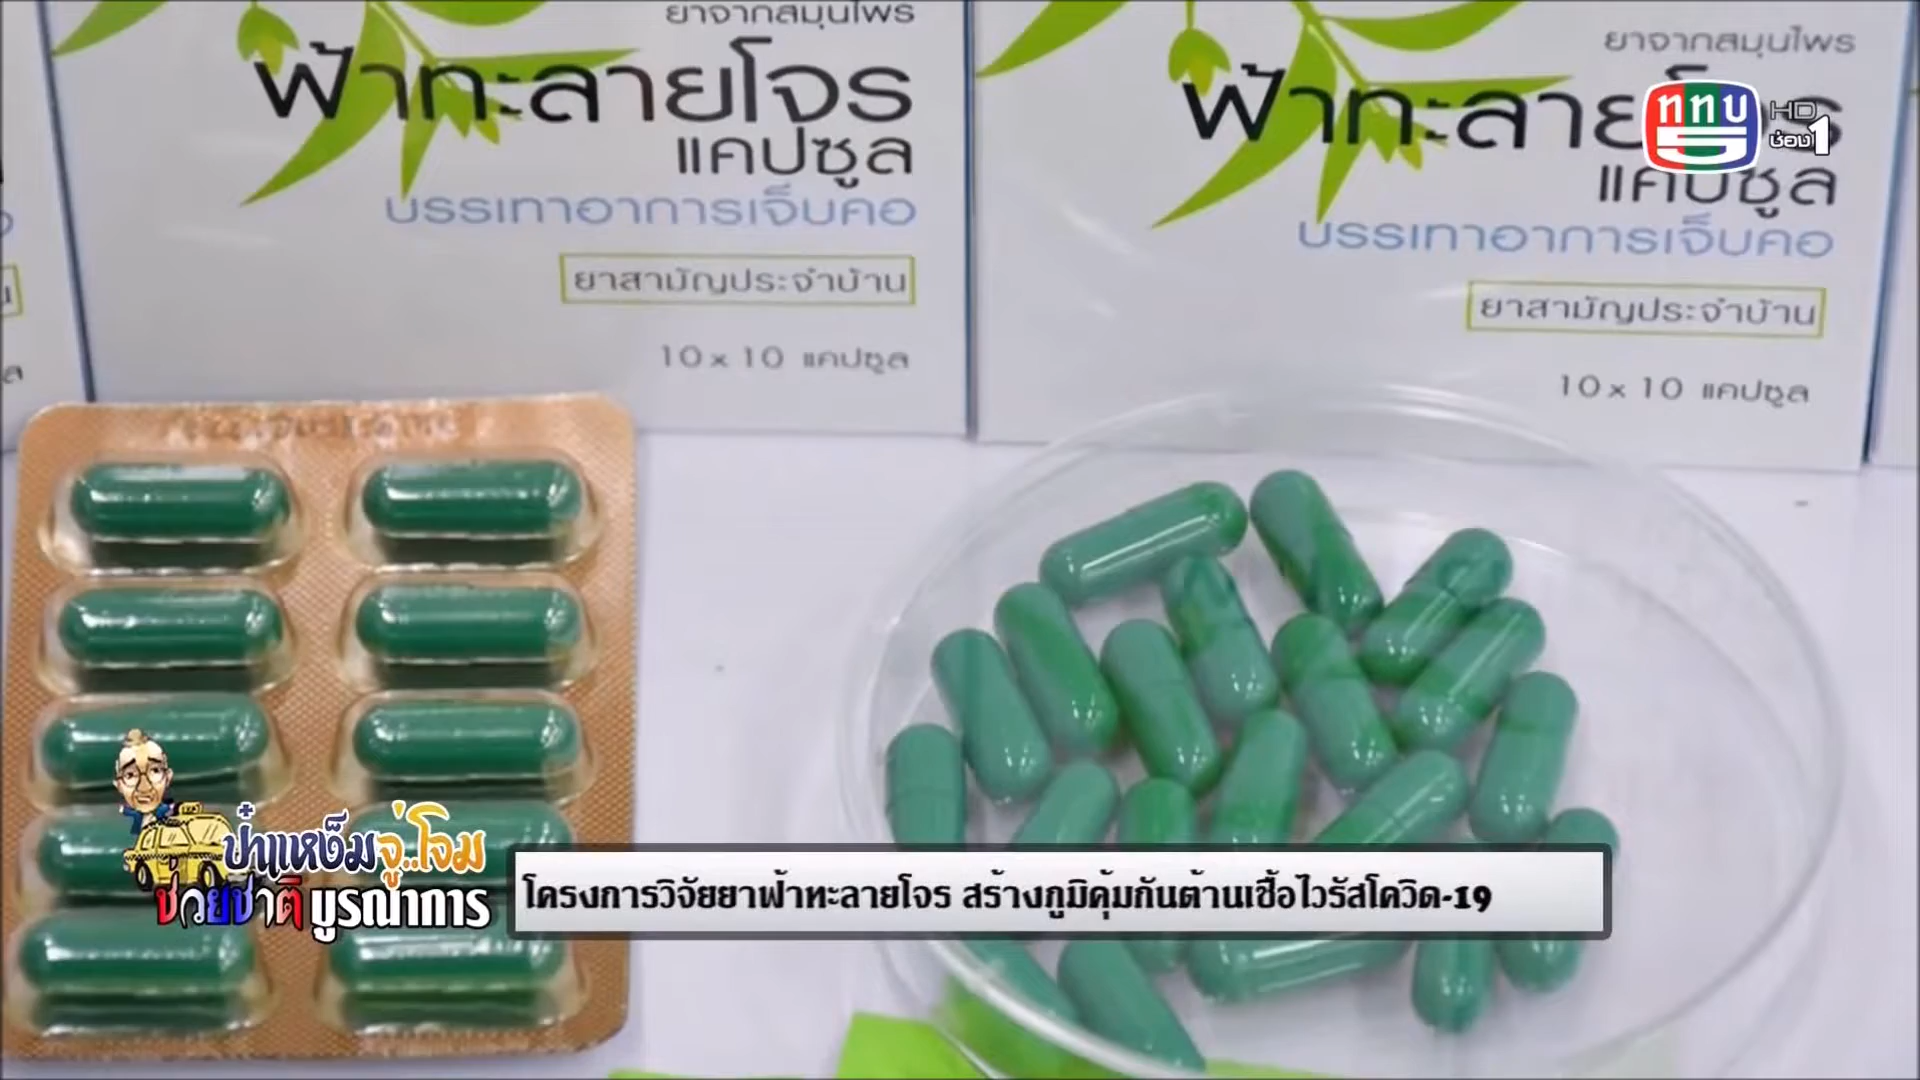 ยาจากสมุนไพร
ฟ้าทะลายโจร
แคปซูล
บรรเทาอาการเจ็บคอ
ยาสามัญประจำบ้าน
10 x 10 แคปซูล
ยาจากสมุนไพร
ฟ้าทะลายโจร
แคปซูล
บรรเทาอาการเจ็บคอ
ยาสามัญประจำบ้าน
10 x 10 แคปซูล
ททบ
5
HD
ช่อง1
ป๋าแหง็มจู่..โจม
ช่วยชาติ บูรณาการ
โครงการวิจัยยาฟ้าทะลายโจร สร้างภูมิคุ้มกันต้านเชื้อไวรัสโควิด-19